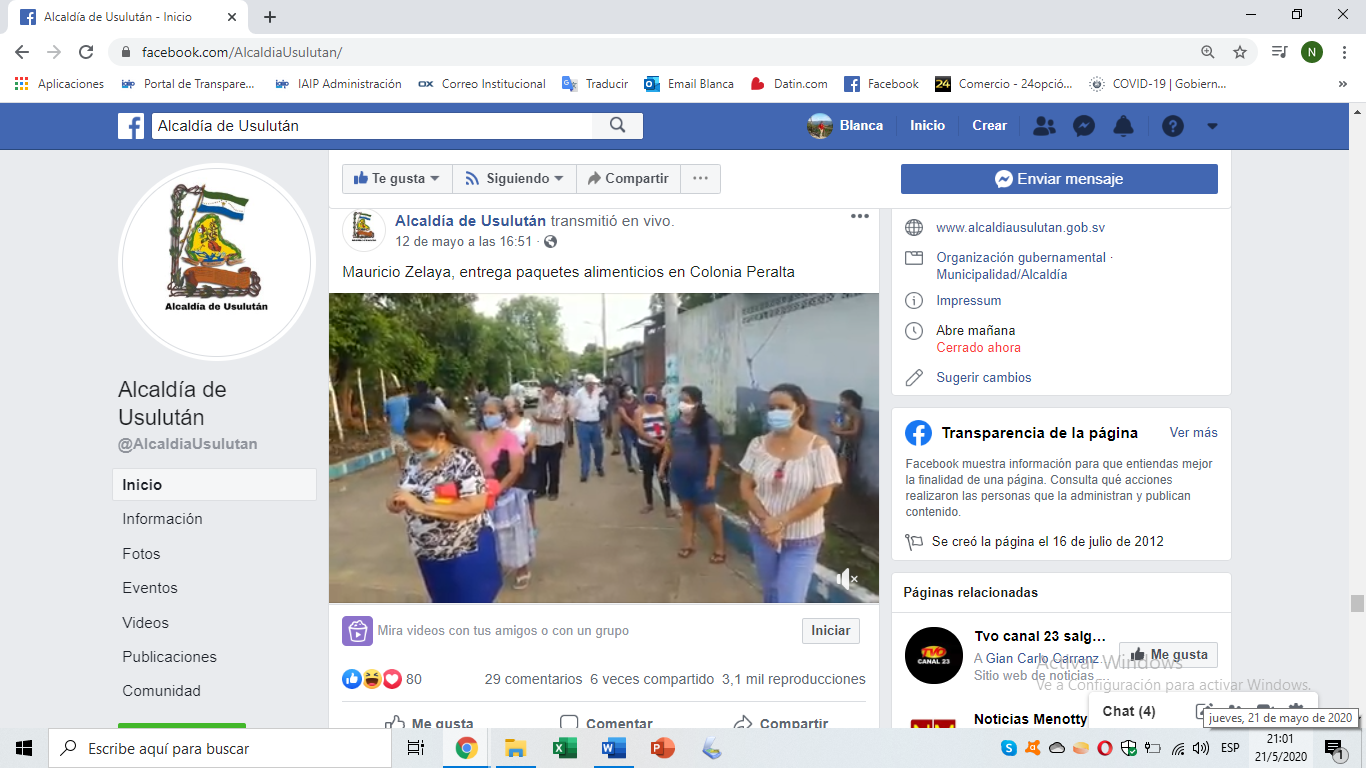 Alcaldía de Usulután - Inicio
facebook.com/AlcaldiaUsulutan/
N
Aplicaciones
Portal de Transpare...
IAIP Administración
Correo Institucional
Traducir
Email Blanca
Datin.com
Facebook
24
Comercio - 24opció...
COVID-19 | Gobiern...
»
Alcaldía de Usulután
Blanca
Inicio
Crear
Alcaldía de Usulután
Alcaldía de
Usulután
@AlcaldiaUsulutan
Inicio
Información
Fotos
Eventos
Videos
Publicaciones
Comunidad
Te gusta
Siguiendo
Compartir
Enviar mensaje
Alcaldía de Usulután transmitió en vivo.
12 de mayo a las 16:51 ·
Mauricio Zelaya, entrega paquetes alimenticios en Colonia Peralta
Mira videos con tus amigos o con un grupo
Iniciar
80
29 comentarios 6 veces compartido 3,1 mil reproducciones
Me gusta
Comentar
Compartir
www.alcaldiausulutan.gob.sv
Organización gubernamental ·
Municipalidad/Alcaldía
Impressum
Abre mañana
Cerrado ahora
Sugerir cambios
Transparencia de la página
Ver más
Facebook muestra información para que entiendas mejor
la finalidad de una página. Consulta qué acciones
realizaron las personas que la administran y publican
contenido.
Se creó la página el 16 de julio de 2012
Páginas relacionadas
TVO
CANAL 23
Tvo canal 23 salg...
A Gian Carlo Carranz
Sitio web de noticias
Me gusta
Noticias Menotty
Activar Windows
Ve a Configuración para activar Windows.
Chat (4)
jueves, 21 de mayo de 2020
Escribe aquí para buscar
ESP
21:01
21/5/2020
1